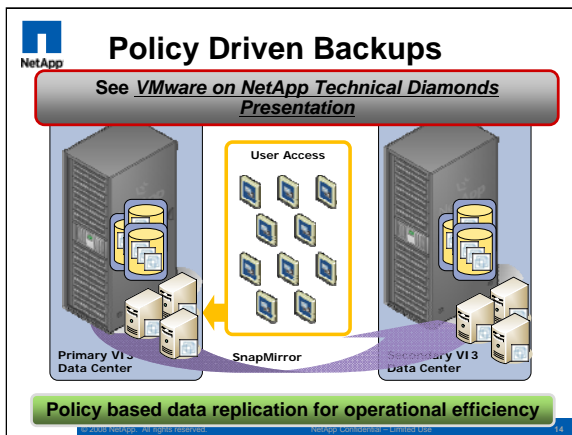 NetApp
Policy Driven Backups
See VMware on NetApp Technical Diamonds
Presentation
User Access
Primary VI3
Data Center
SnapMirror
Secondary VI3
Data Center
Policy based data replication for operational efficiency
© 2008 NetApp. All rights reserved.
NetApp Confidential – Limited Use
14